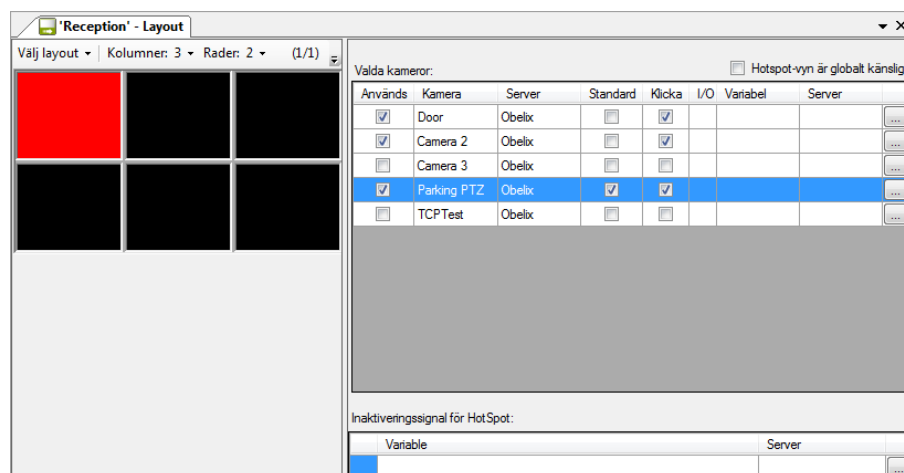 'Reception' - Layout
Välj layout Kolumner: 3 Rader: 2 (1/1)
Valda kameror:
Hotspot-vyn är globalt känslig
Används Kamera Server Standard Klicka I/O Variabel Server
Door Obelix ...
Camera 2 Obelix ...
Camera 3 Obelix ...
Parking PTZ Obelix ...
TCPTest Obelix ...
Inaktiveringssignal för HotSpot:
Variable Server
...